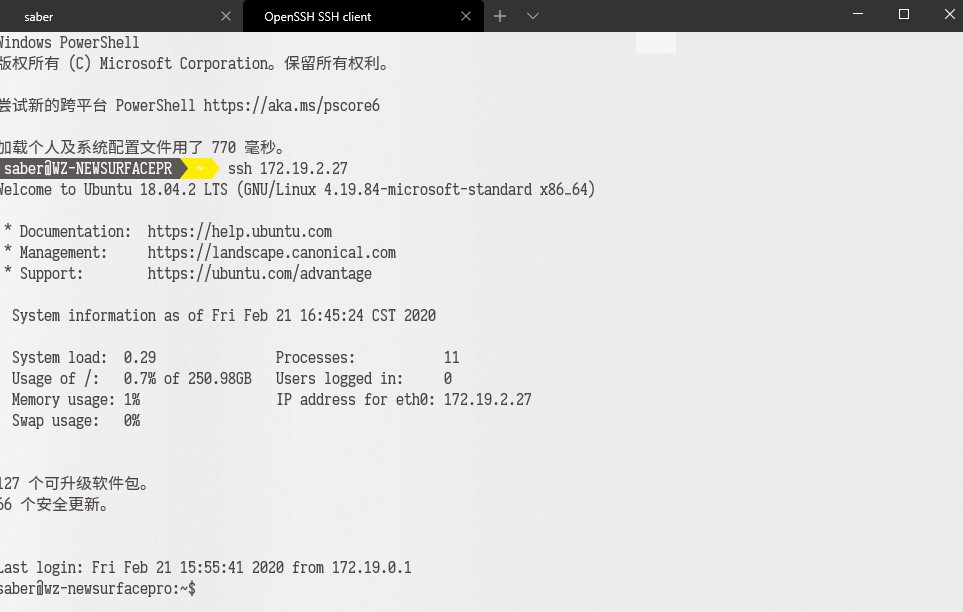 saber OpenSSH SSH client
Windows PowerShell
版权所有 (C) Microsoft Corporation。保留所有权利。
尝试新的跨平台 PowerShell https://aka.ms/pscore6
加载个人及系统配置文件用了 770 毫秒。
saber@WZ-NEWSURFACEPR ~ ssh 172.19.2.27
Welcome to Ubuntu 18.04.2 LTS (GNU/Linux 4.19.84-microsoft-standard x86_64)
* Documentation: https://help.ubuntu.com
* Management: https://landscape.canonical.com
* Support: https://ubuntu.com/advantage
System information as of Fri Feb 21 16:45:24 CST 2020
System load: 0.29 Processes: 11
Usage of /: 0.7% of 250.98GB Users logged in: 0
Memory usage: 1% IP address for eth0: 172.19.2.27
Swap usage: 0%
127 个可升级软件包。
66 个安全更新。
Last login: Fri Feb 21 15:55:41 2020 from 172.19.0.1
saber@wz-newsurfacepro:~$